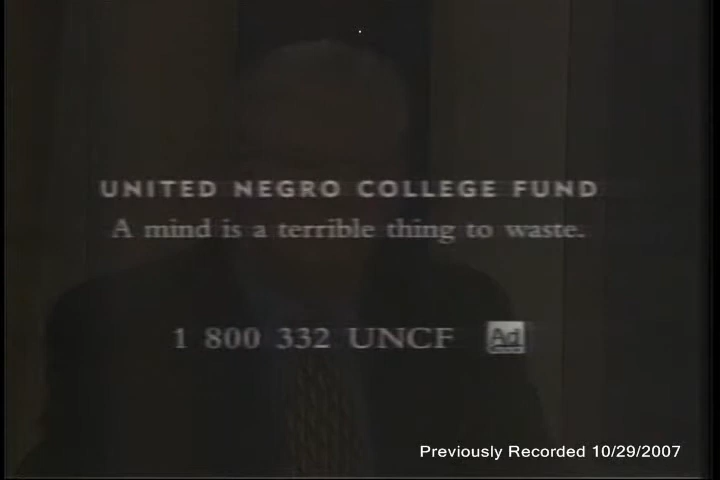 UNITED NEGRO COLLEGE FUND
A mind is a terrible thing to waste.
1 800 332 UNCF Ad
Previously Recorded 10/29/2007